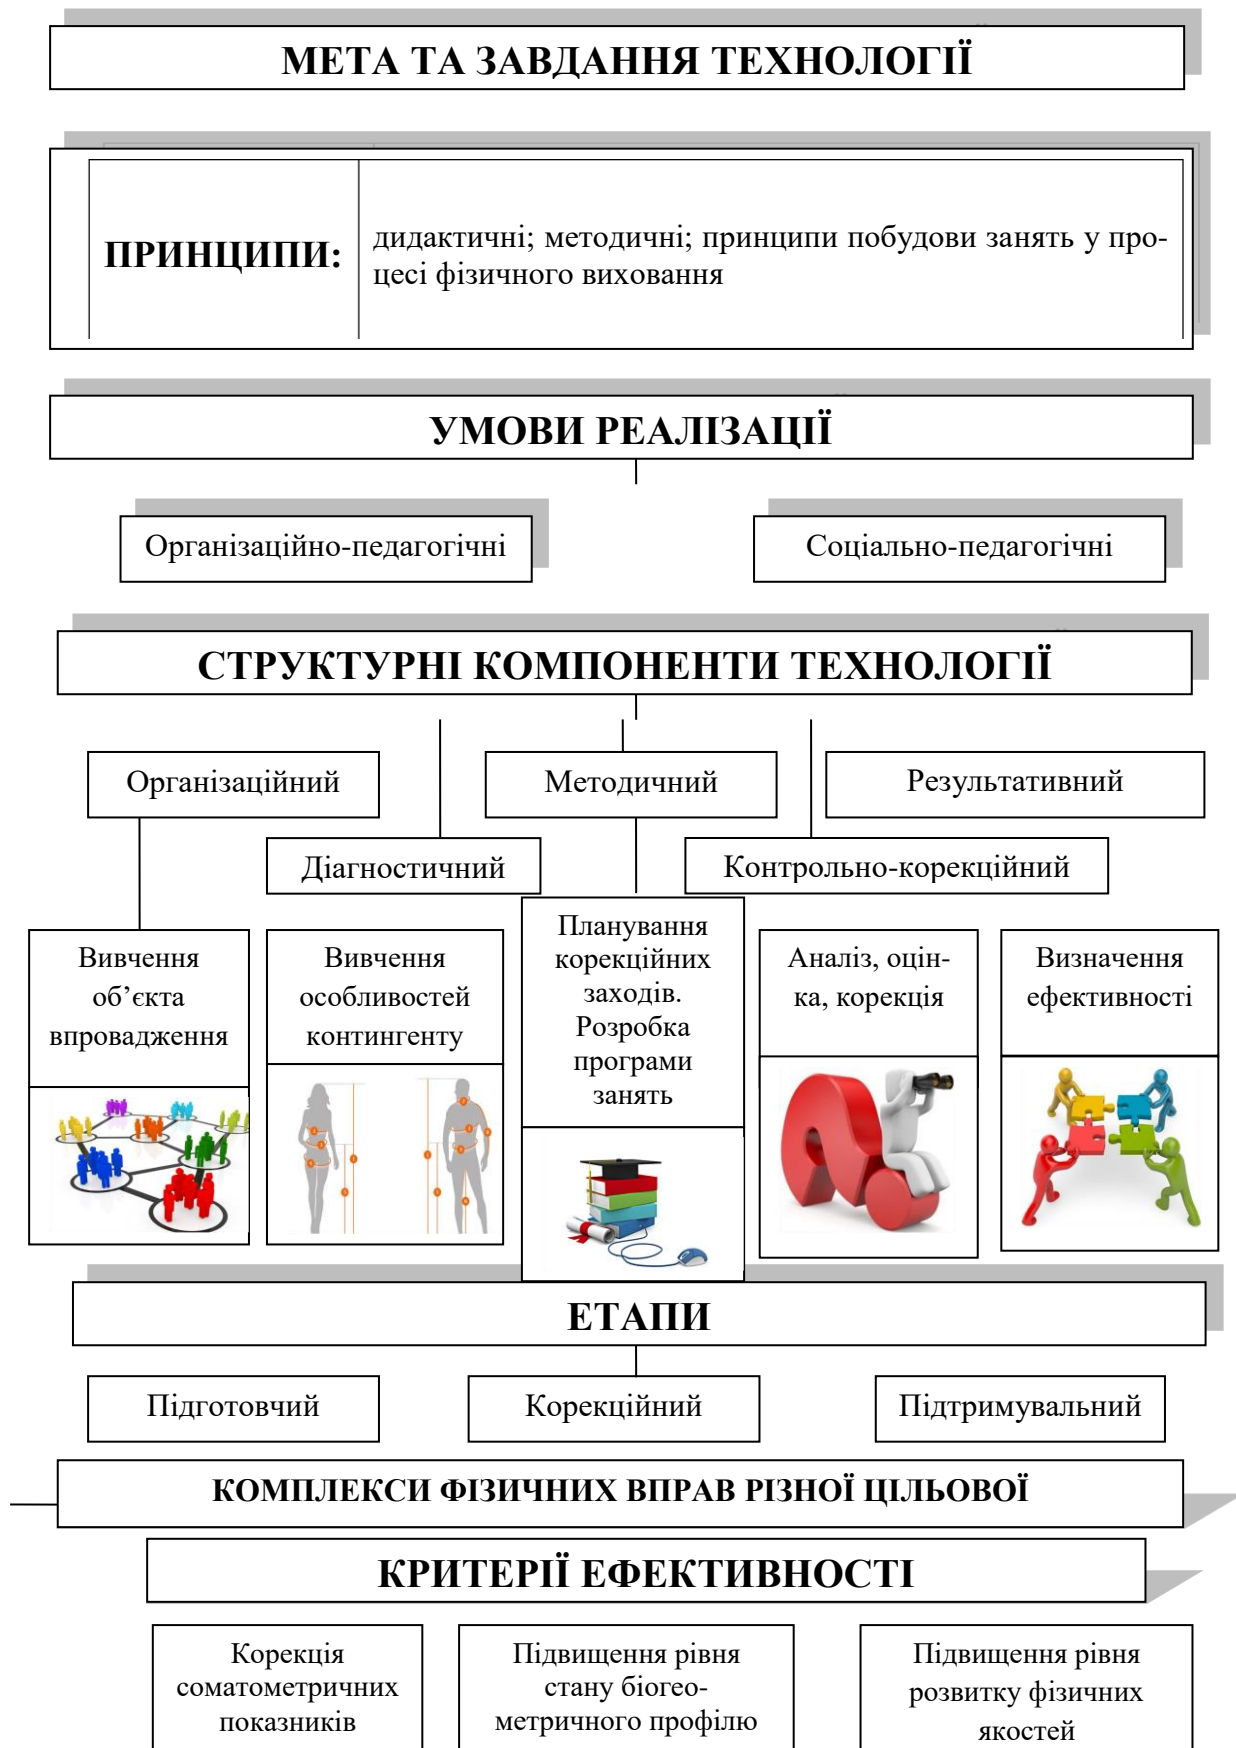 МЕТА ТА ЗАВДАННЯ ТЕХНОЛОГІЇ
ПРИНЦИПИ:
дидактичні; методичні; принципи побудови занять у про-
цесі фізичного виховання
УМОВИ РЕАЛІЗАЦІЇ
Організаційно-педагогічні
Соціально-педагогічні
СТРУКТУРНІ КОМПОНЕНТИ ТЕХНОЛОГІЇ
Організаційний
Методичний
Результативний
Діагностичний
Контрольно-корекційний
Вивчення
об’єкта
впровадження
Вивчення
особливостей
контингенту
Планування
корекційних
заходів.
Розробка
програми
занять
Аналіз, оцін-
ка, корекція
Визначення
ефективності
ЕТАПИ
Підготовчий
Корекційний
Підтримувальний
КОМПЛЕКСИ ФІЗИЧНИХ ВПРАВ РІЗНОЇ ЦІЛЬОВОЇ
КРИТЕРІЇ ЕФЕКТИВНОСТІ
Корекція
соматометричних
показників
Підвищення рівня
стану біогео-
метричного профілю
Підвищення рівня
розвитку фізичних
якостей